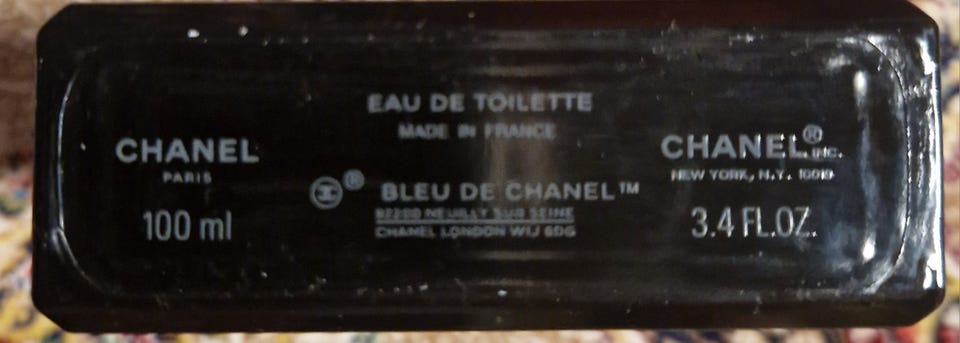 EAU DE TOILETTE
MADE IN FRANCE
CHANEL
PARIS
100 ml
® BLEU DE CHANEL™
92200 NEUILLY SUR SEINE
CHANEL LONDON W1J 6DG
CHANEL® INC.
NEW YORK, N.Y. 10019
3.4 FL.OZ.